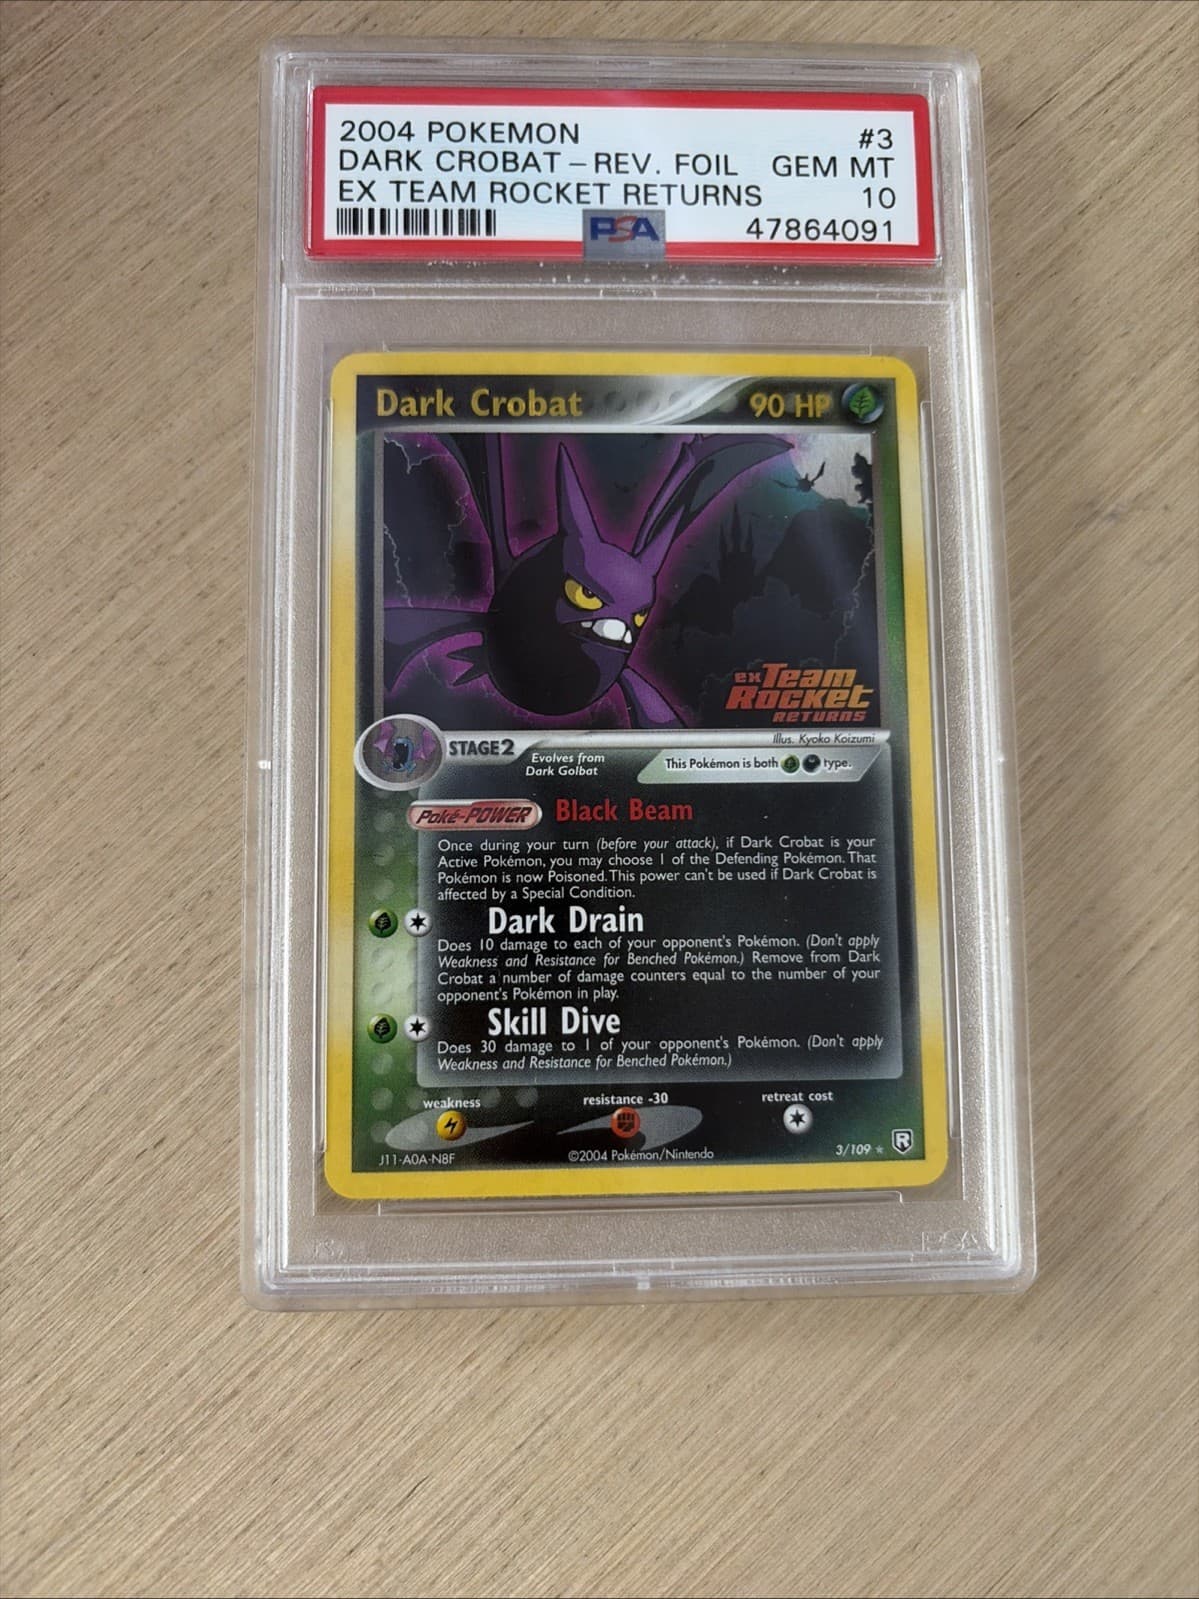 2004 POKEMON #3
DARK CROBAT - REV. FOIL GEM MT
EX TEAM ROCKET RETURNS 10
PSA 47864091
Dark Crobat 90 HP
ex Team
Rocket
RETURNS
Illus. Kyoko Koizumi
STAGE2
Evolves from
Dark Golbat
This Pokémon is both type.
Poké-POWER Black Beam
Once during your turn (before your attack), if Dark Crobat is your
Active Pokémon, you may choose 1 of the Defending Pokémon. That
Pokémon is now Poisoned. This power can't be used if Dark Crobat is
affected by a Special Condition.
Dark Drain
Does 10 damage to each of your opponent's Pokémon. (Don't apply
Weakness and Resistance for Benched Pokémon.) Remove from Dark
Crobat a number of damage counters equal to the number of your
opponent's Pokémon in play.
Skill Dive
Does 30 damage to 1 of your opponent's Pokémon. (Don't apply
Weakness and Resistance for Benched Pokémon.)
weakness resistance -30 retreat cost
J11-A0A-N8F ©2004 Pokémon/Nintendo 3/109 ★ R
PSA